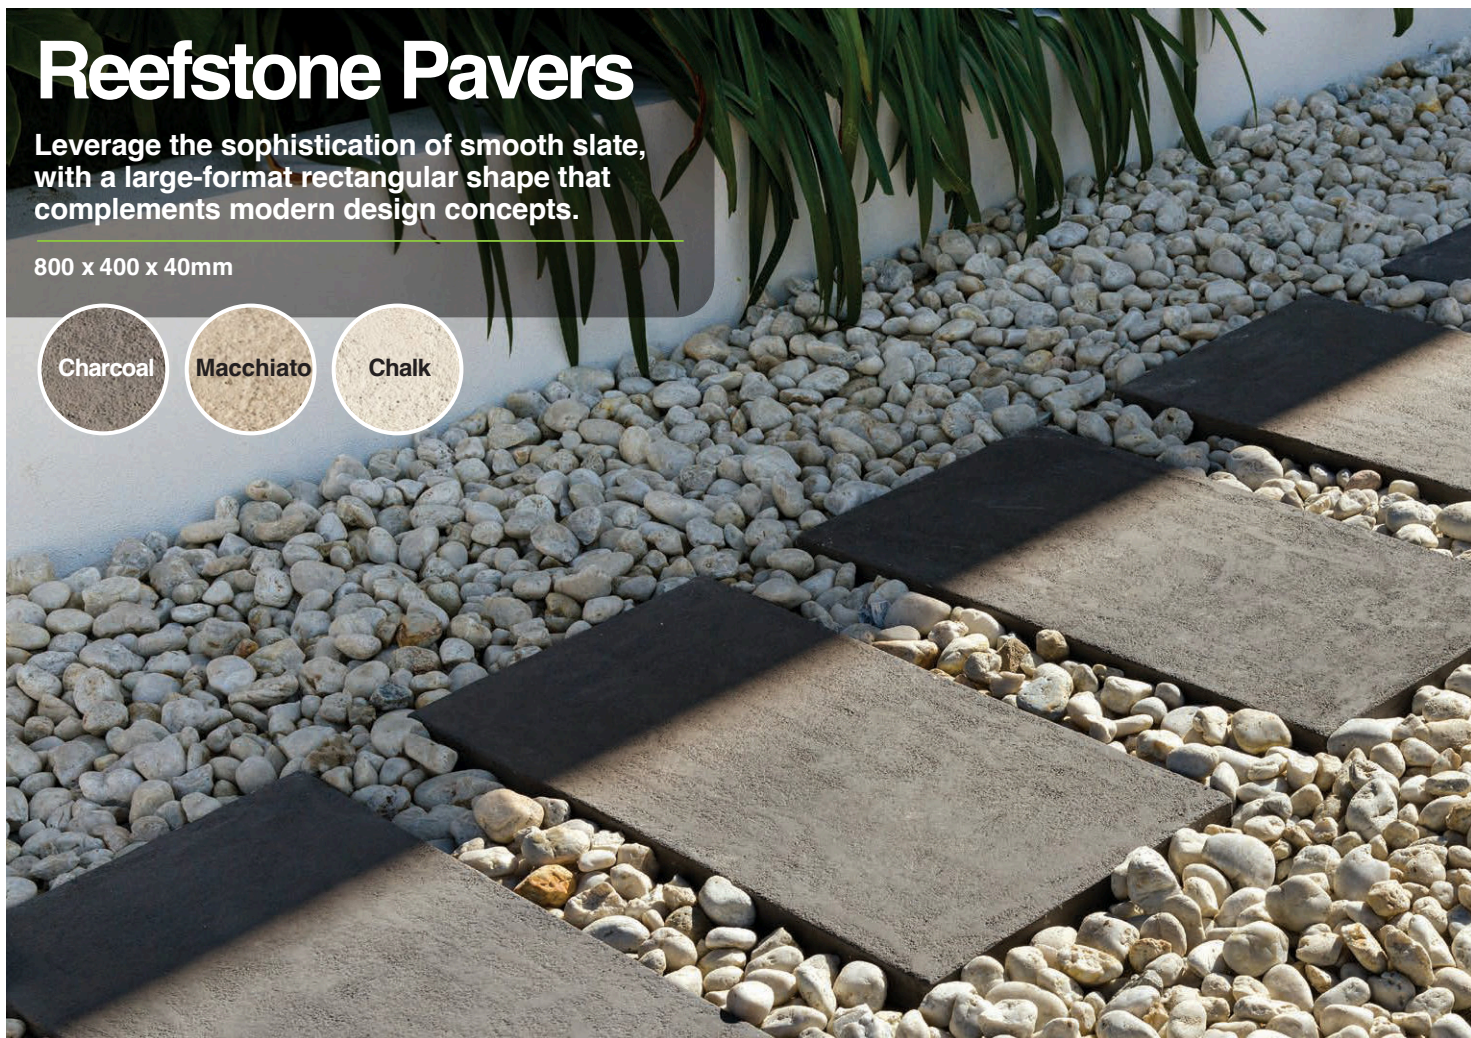 Reefstone Pavers
Leverage the sophistication of smooth slate,
with a large-format rectangular shape that
complements modern design concepts.
800 x 400 x 40mm
Charcoal
Macchiato
Chalk